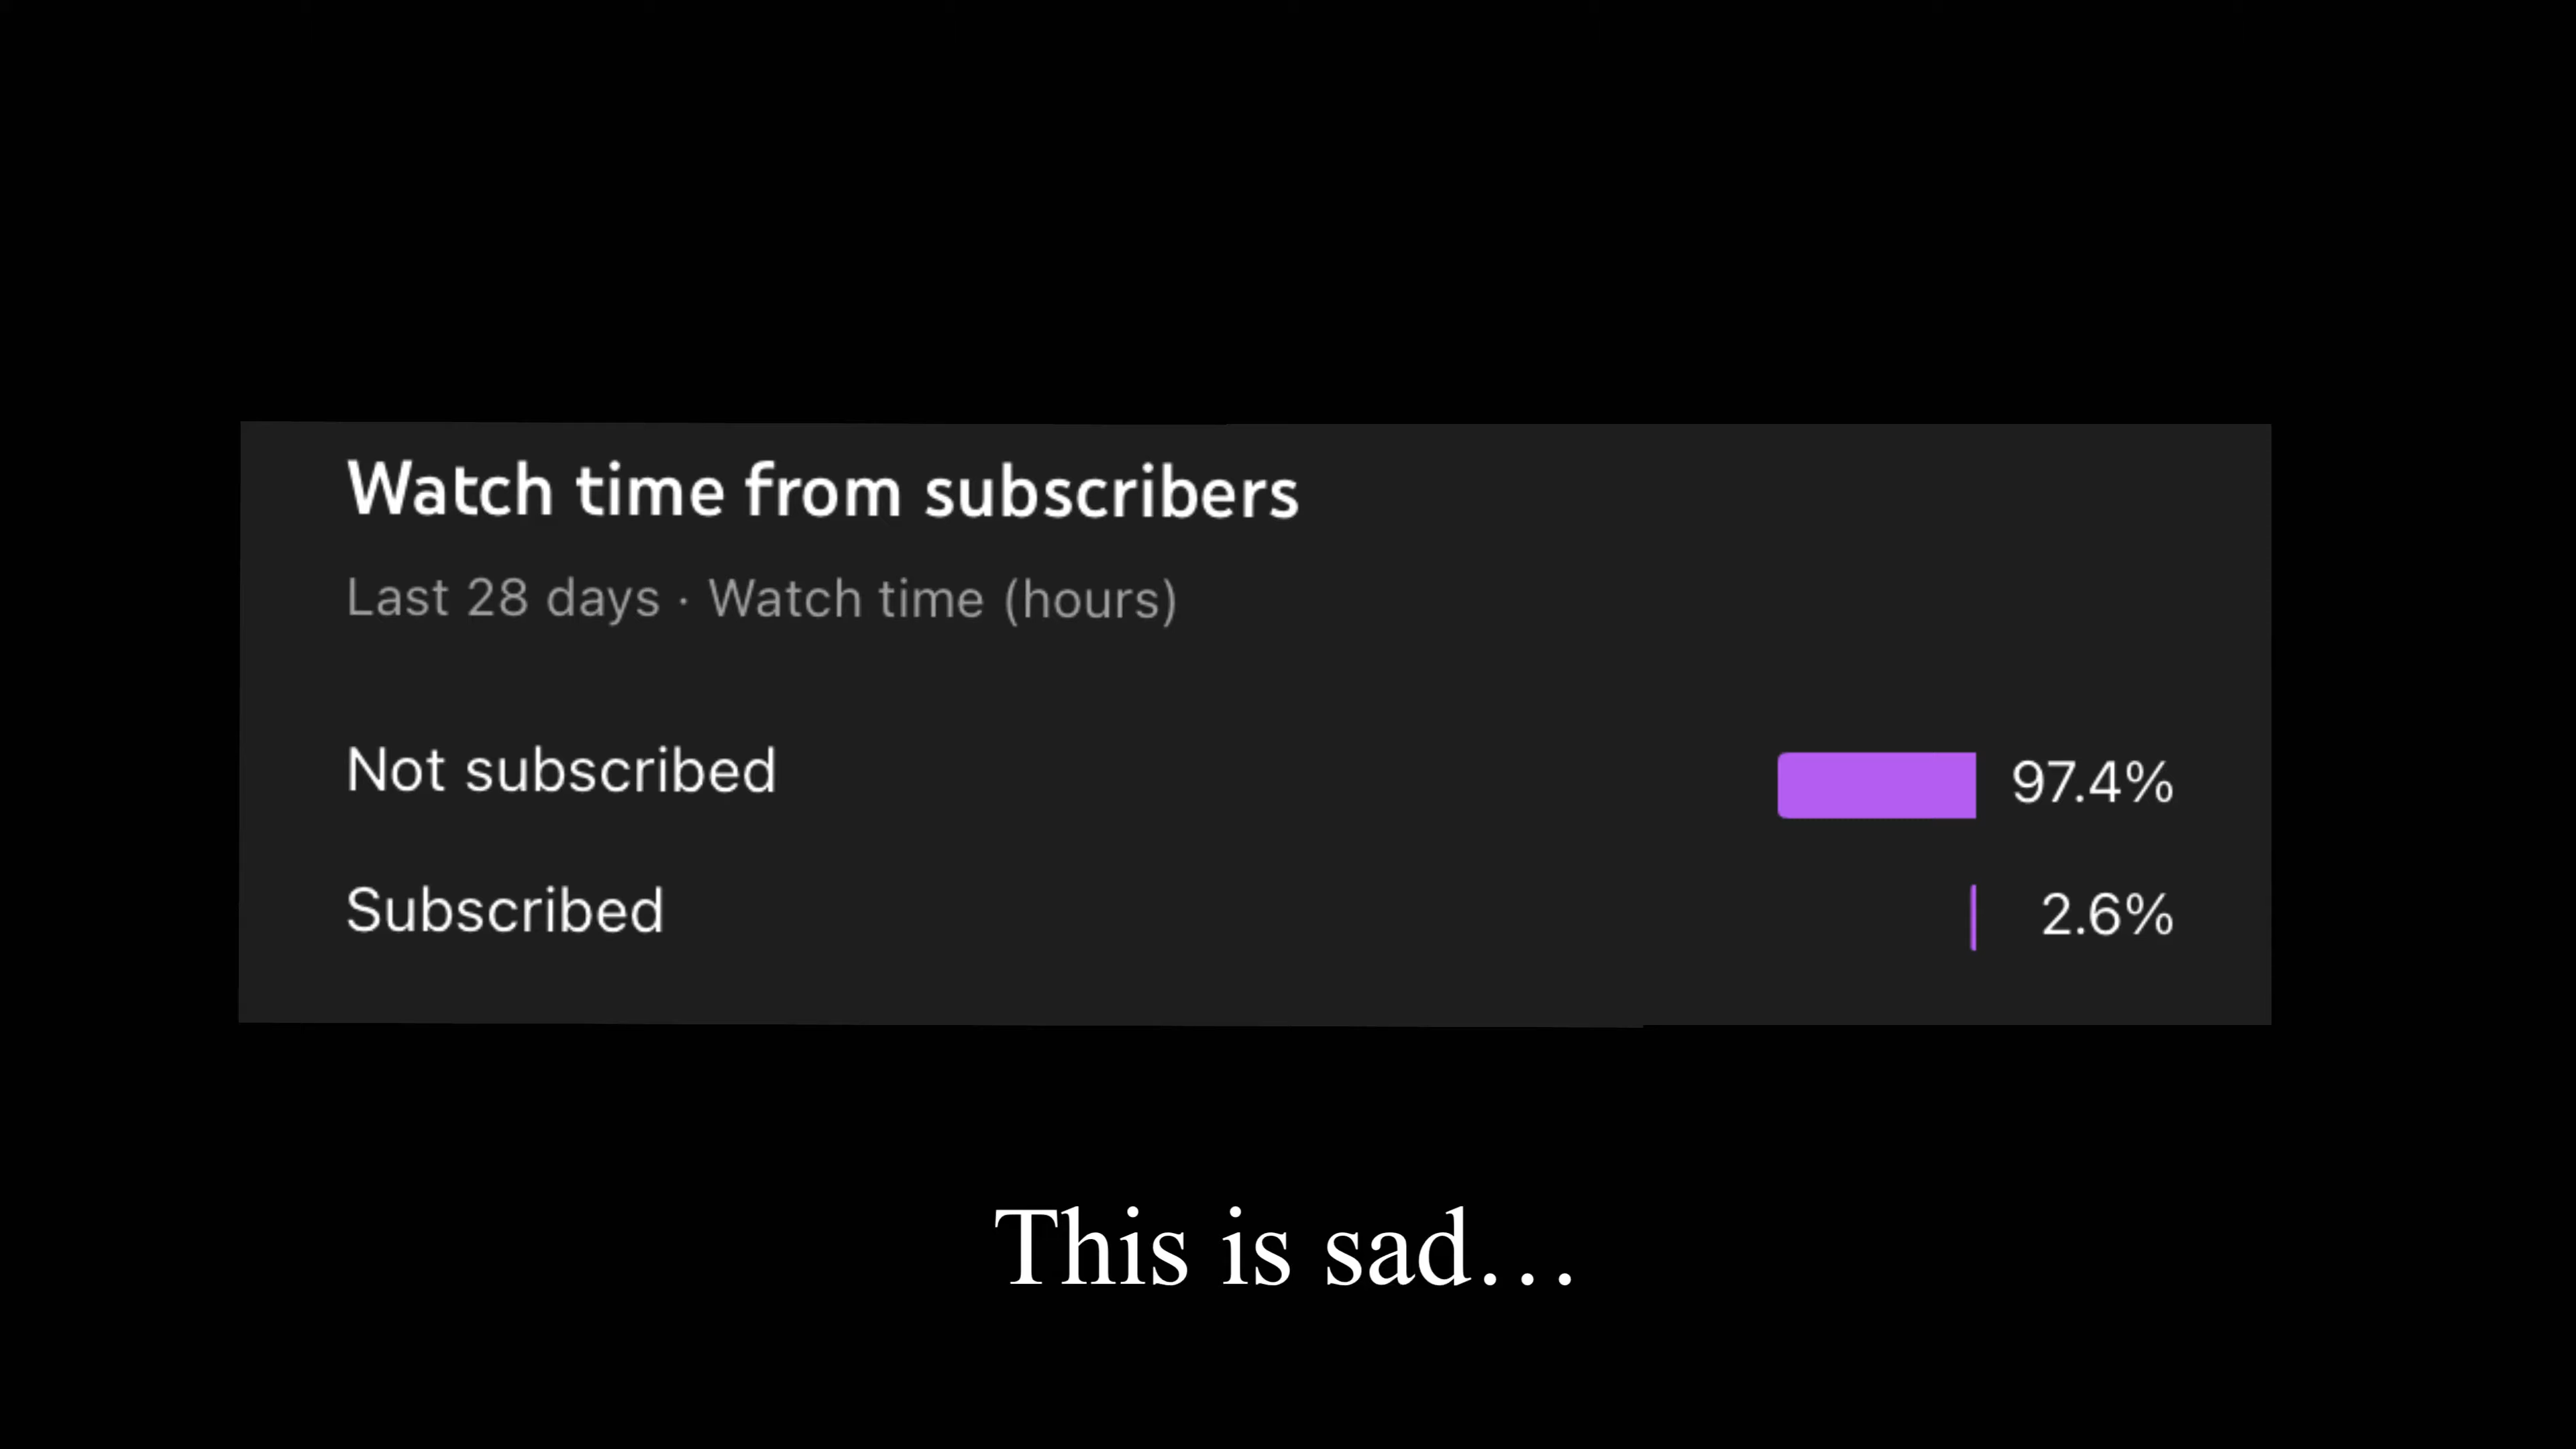 Watch time from subscribers
Last 28 days · Watch time (hours)
Not subscribed 97.4%
Subscribed 2.6%
This is sad...